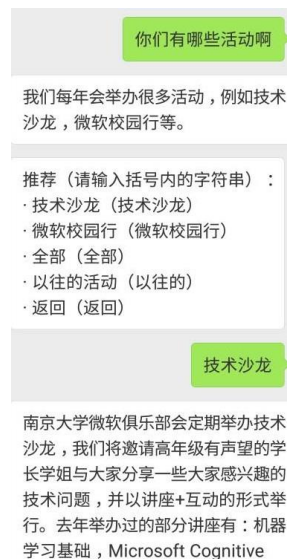 你们有哪些活动啊
我们每年会举办很多活动，例如技术
沙龙，微软校园行等。
推荐（请输入括号内的字符串）：
· 技术沙龙（技术沙龙）
· 微软校园行（微软校园行）
· 全部（全部）
· 以往的活动（以往的）
· 返回（返回）
技术沙龙
南京大学微软俱乐部会定期举办技术
沙龙，我们将邀请高年级有声望的学
长学姐与大家分享一些大家感兴趣的
技术问题，并以讲座+互动的形式举
行。去年举办过的部分讲座有：机器
学习基础，Microsoft Cognitive